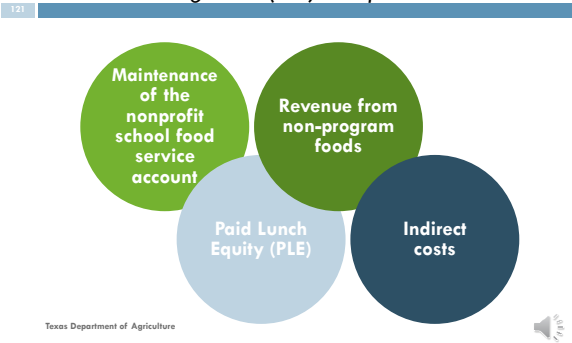 121
Maintenance
of the
nonprofit
school food
service
account
Revenue from
non-program
foods
Paid Lunch
Equity (PLE)
Indirect
costs
Texas Department of Agriculture